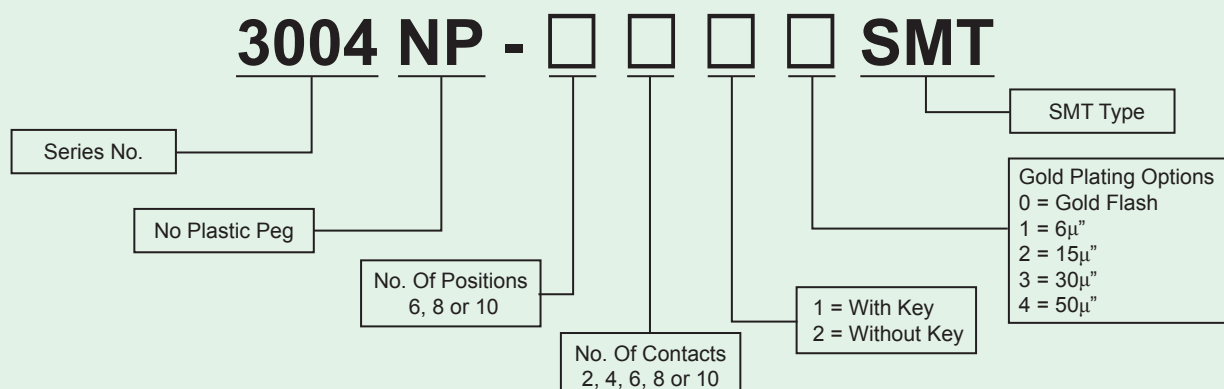 3004 NP - □ □ □ □ SMT
Series No.
No Plastic Peg
No. Of Positions
6, 8 or 10
No. Of Contacts
2, 4, 6, 8 or 10
1 = With Key
2 = Without Key
Gold Plating Options
0 = Gold Flash
1 = 6µ”
2 = 15µ”
3 = 30µ”
4 = 50µ”
SMT Type